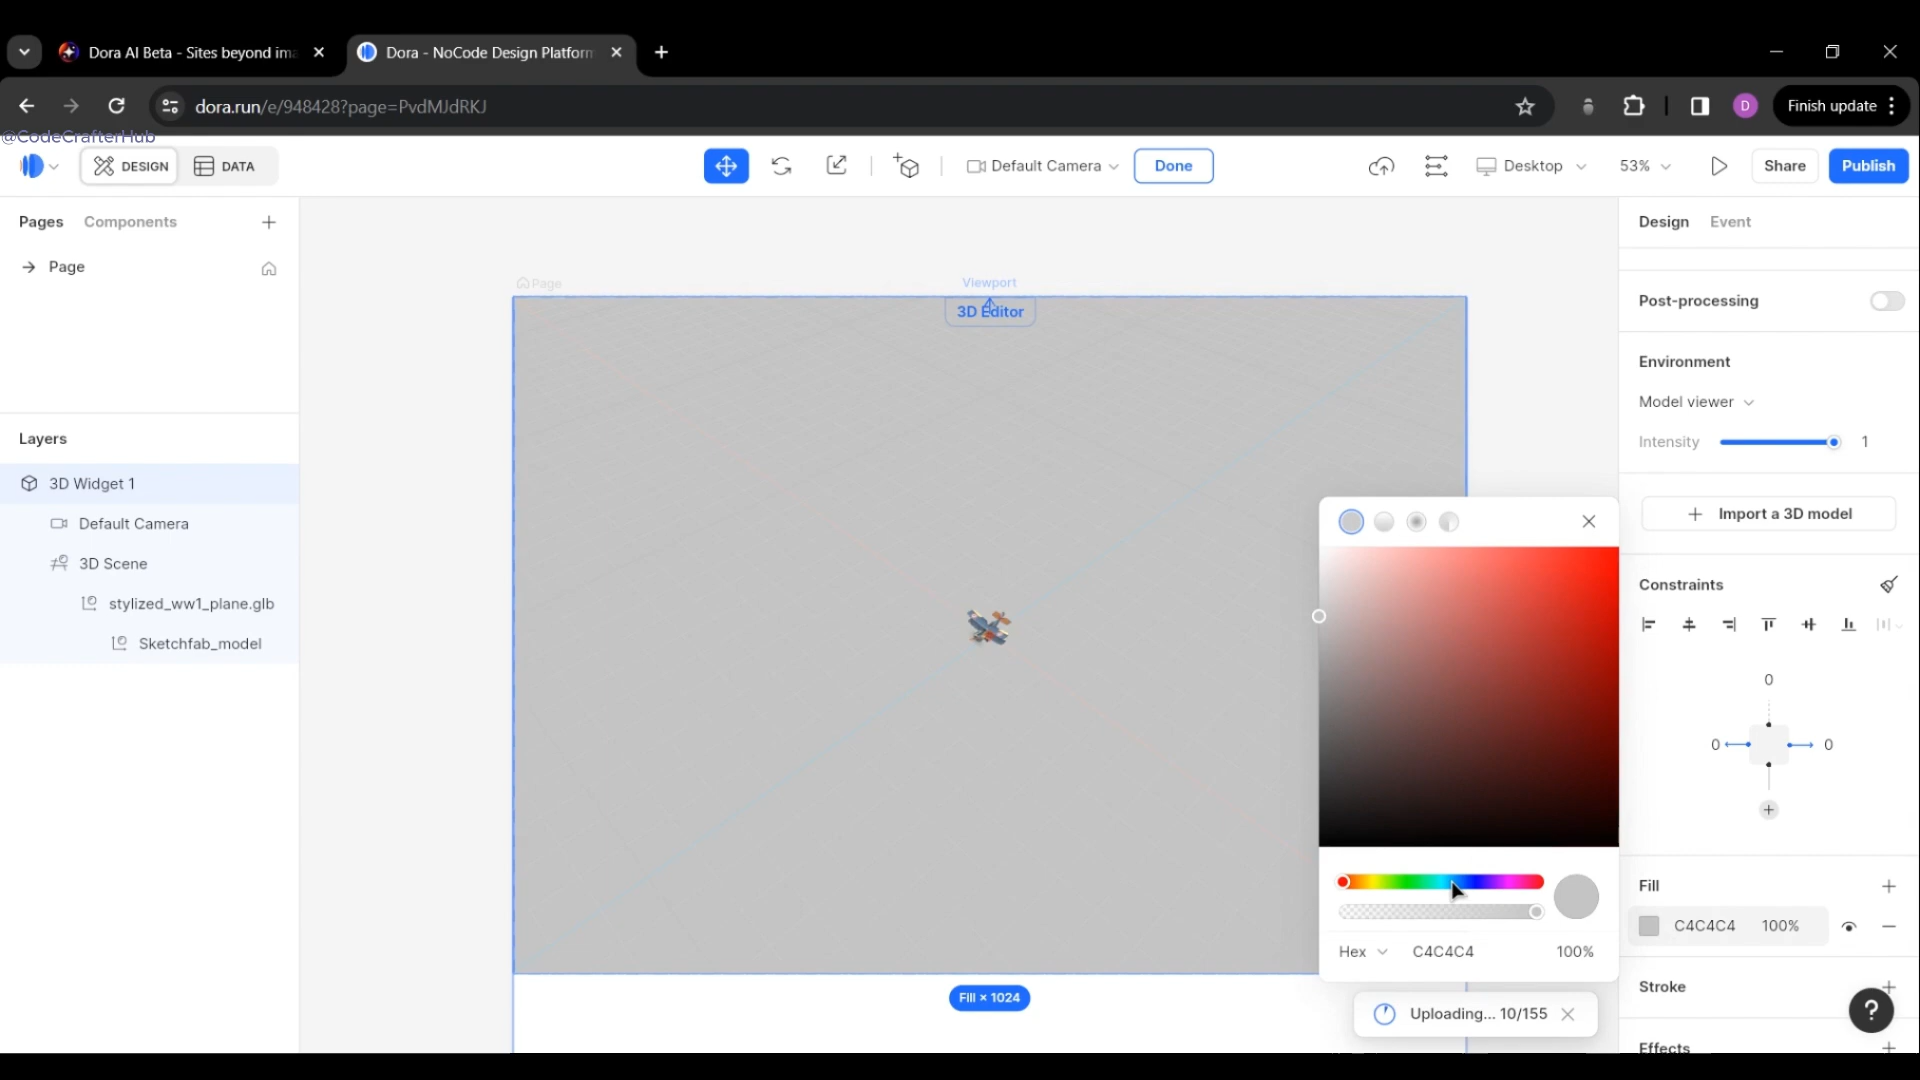 Dora AI Beta - Sites beyond ima
Dora - NoCode Design Platform
dora.run/e/948428?page=PvdMJdRKJ
D
Finish update
@CodeCrafterHub
DESIGN
DATA
Default Camera
Done
Desktop
53%
Share
Publish
Pages
Components
Page
Layers
3D Widget 1
Default Camera
3D Scene
stylized_ww1_plane.glb
Sketchfab_model
Page
Viewport
3D Editor
Fill × 1024
Hex
C4C4C4
100%
Uploading... 10/155
Design
Event
Post-processing
Environment
Model viewer
Intensity
1
Import a 3D model
Constraints
0
0
0
Fill
C4C4C4
100%
Stroke
?
Effects